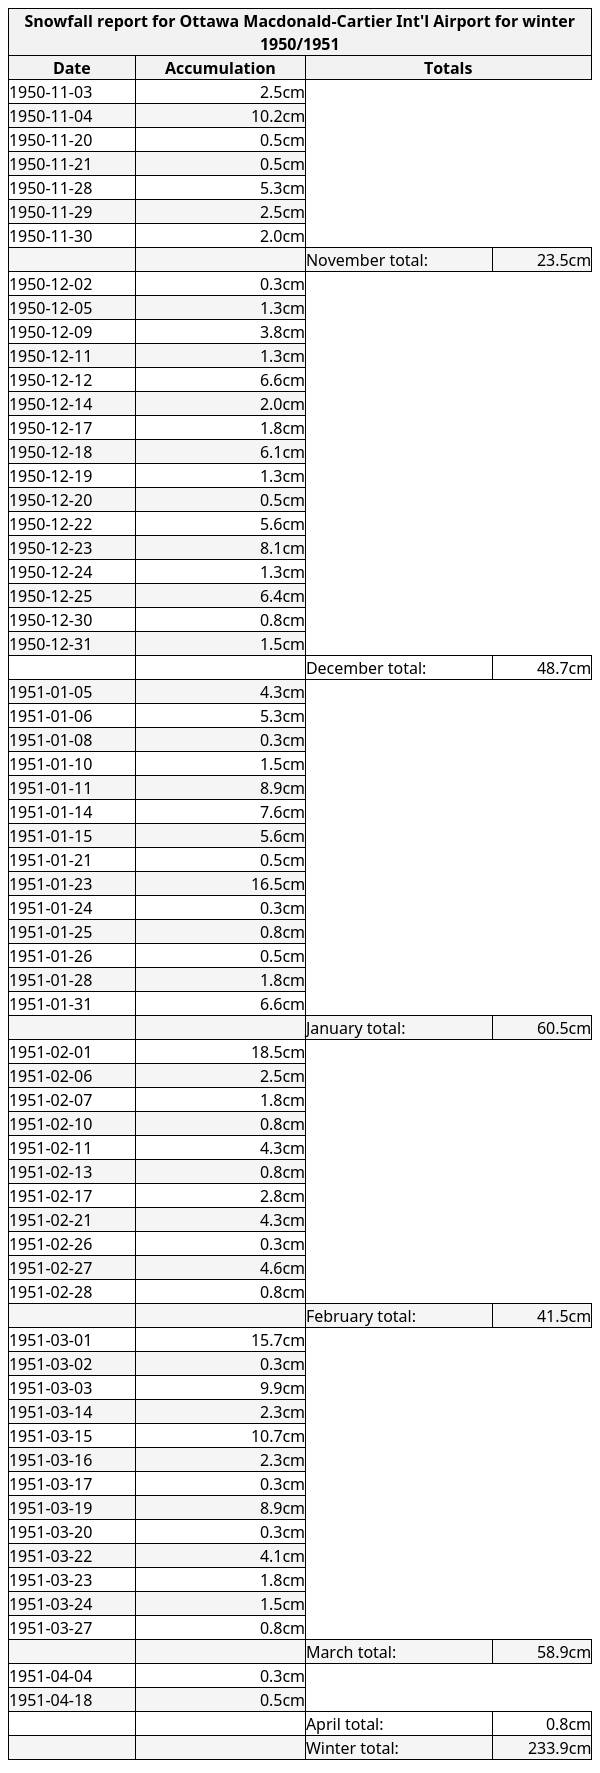 Snowfall report for Ottawa Macdonald-Cartier Int'l Airport for winter
1950/1951
Date Accumulation Totals
1950-11-03 2.5cm
1950-11-04 10.2cm
1950-11-20 0.5cm
1950-11-21 0.5cm
1950-11-28 5.3cm
1950-11-29 2.5cm
1950-11-30 2.0cm
November total: 23.5cm
1950-12-02 0.3cm
1950-12-05 1.3cm
1950-12-09 3.8cm
1950-12-11 1.3cm
1950-12-12 6.6cm
1950-12-14 2.0cm
1950-12-17 1.8cm
1950-12-18 6.1cm
1950-12-19 1.3cm
1950-12-20 0.5cm
1950-12-22 5.6cm
1950-12-23 8.1cm
1950-12-24 1.3cm
1950-12-25 6.4cm
1950-12-30 0.8cm
1950-12-31 1.5cm
December total: 48.7cm
1951-01-05 4.3cm
1951-01-06 5.3cm
1951-01-08 0.3cm
1951-01-10 1.5cm
1951-01-11 8.9cm
1951-01-14 7.6cm
1951-01-15 5.6cm
1951-01-21 0.5cm
1951-01-23 16.5cm
1951-01-24 0.3cm
1951-01-25 0.8cm
1951-01-26 0.5cm
1951-01-28 1.8cm
1951-01-31 6.6cm
January total: 60.5cm
1951-02-01 18.5cm
1951-02-06 2.5cm
1951-02-07 1.8cm
1951-02-10 0.8cm
1951-02-11 4.3cm
1951-02-13 0.8cm
1951-02-17 2.8cm
1951-02-21 4.3cm
1951-02-26 0.3cm
1951-02-27 4.6cm
1951-02-28 0.8cm
February total: 41.5cm
1951-03-01 15.7cm
1951-03-02 0.3cm
1951-03-03 9.9cm
1951-03-14 2.3cm
1951-03-15 10.7cm
1951-03-16 2.3cm
1951-03-17 0.3cm
1951-03-19 8.9cm
1951-03-20 0.3cm
1951-03-22 4.1cm
1951-03-23 1.8cm
1951-03-24 1.5cm
1951-03-27 0.8cm
March total: 58.9cm
1951-04-04 0.3cm
1951-04-18 0.5cm
April total: 0.8cm
Winter total: 233.9cm